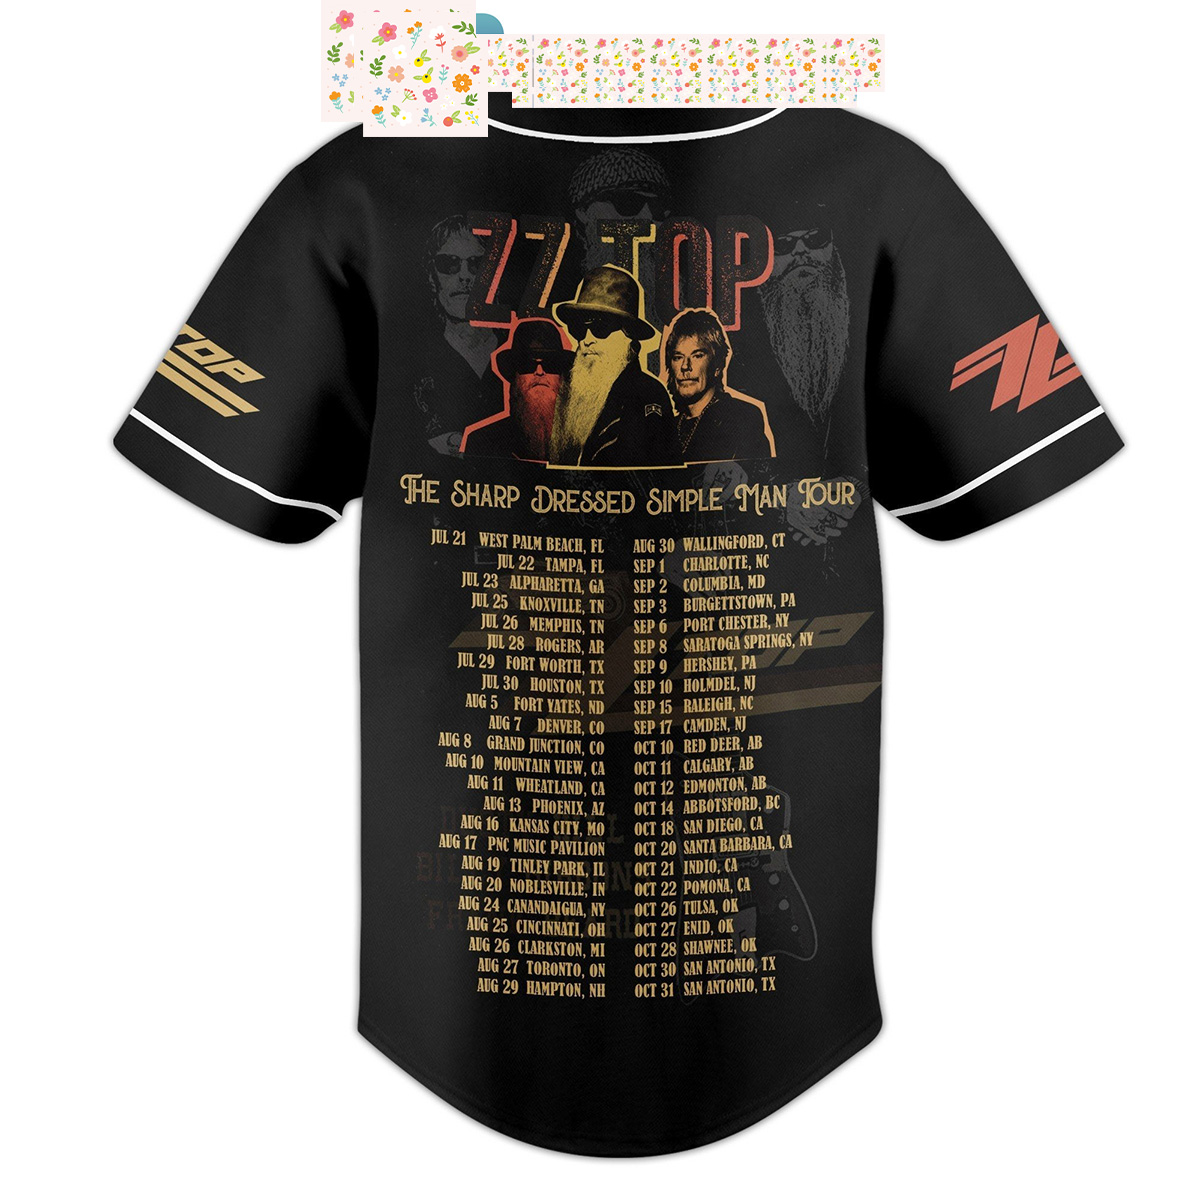 ZZ TOP
TOP
THE SHARP DRESSED SIMPLE MAN TOUR
JUL 21 WEST PALM BEACH, FL
JUL 22 TAMPA, FL
JUL 23 ALPHARETTA, GA
JUL 25 KNOXVILLE, TN
JUL 26 MEMPHIS, TN
JUL 28 ROGERS, AR
JUL 29 FORT WORTH, TX
JUL 30 HOUSTON, TX
AUG 5 FORT YATES, ND
AUG 7 DENVER, CO
AUG 8 GRAND JUNCTION, CO
AUG 10 MOUNTAIN VIEW, CA
AUG 11 WHEATLAND, CA
AUG 13 PHOENIX, AZ
AUG 16 KANSAS CITY, MO
AUG 17 PNC MUSIC PAVILION
AUG 19 TINLEY PARK, IL
AUG 20 NOBLESVILLE, IN
AUG 24 CANANDAIGUA, NY
AUG 25 CINCINNATI, OH
AUG 26 CLARKSTON, MI
AUG 27 TORONTO, ON
AUG 29 HAMPTON, NH
AUG 30 WALLINGFORD, CT
SEP 1 CHARLOTTE, NC
SEP 2 COLUMBIA, MD
SEP 3 BURGETTSTOWN, PA
SEP 6 PORT CHESTER, NY
SEP 8 SARATOGA SPRINGS, NY
SEP 9 HERSHEY, PA
SEP 10 HOLMDEL, NJ
SEP 15 RALEIGH, NC
SEP 17 CAMDEN, NJ
OCT 10 RED DEER, AB
OCT 11 CALGARY, AB
OCT 12 EDMONTON, AB
OCT 14 ABBOTSFORD, BC
OCT 18 SAN DIEGO, CA
OCT 20 SANTA BARBARA, CA
OCT 21 INDIO, CA
OCT 22 POMONA, CA
OCT 26 TULSA, OK
OCT 27 ENID, OK
OCT 28 SHAWNEE, OK
OCT 30 SAN ANTONIO, TX
OCT 31 SAN ANTONIO, TX